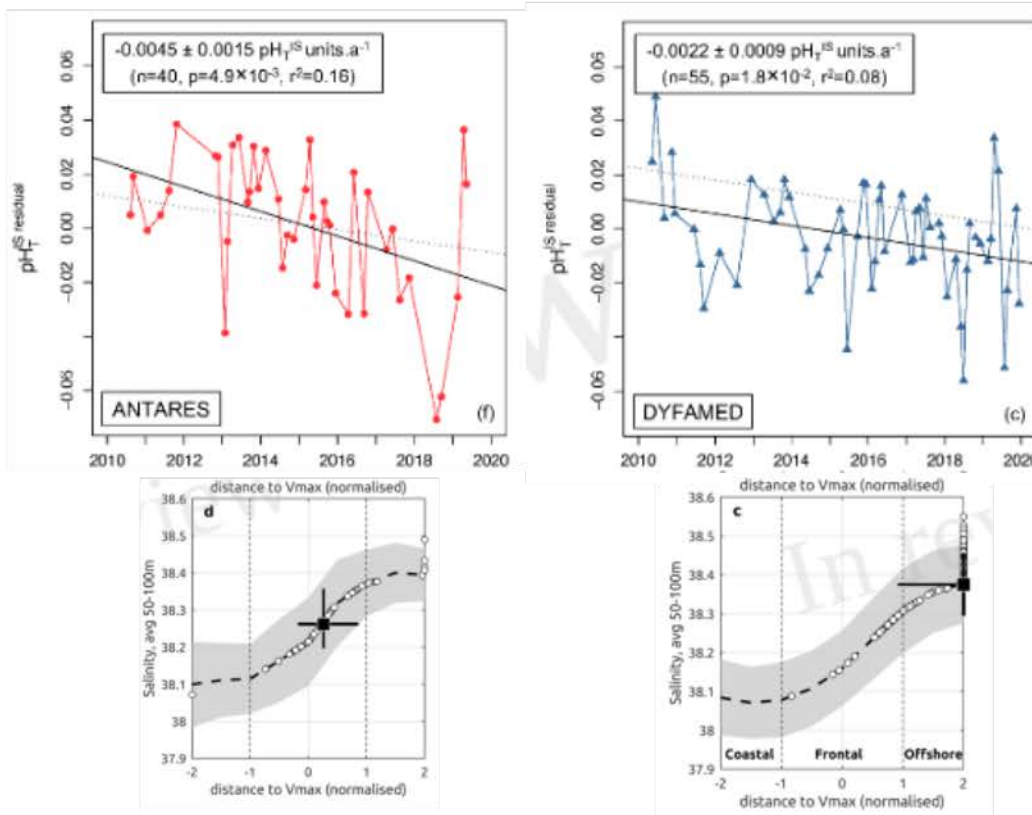 -0.0045 ± 0.0015 pH_T^IS units.a⁻¹
(n=40, p=4.9×10⁻³, r²=0.16)
pH_T^IS residual
0.06
0.04
0.02
0.00
-0.02
-0.06
ANTARES
(f)
2010 2012 2014 2016 2018 2020
-0.0022 ± 0.0009 pH_T^IS units.a⁻¹
(n=55, p=1.8×10⁻², r²=0.08)
pH_T^IS residual
0.06
0.04
0.02
0.00
-0.02
-0.06
DYFAMED
(c)
2010 2012 2014 2016 2018 2020
distance to Vmax (normalised)
d
Salinity, avg 50-100m
38.6
38.5
38.4
38.3
38.2
38.1
38
37.9
-2 -1 0 1 2
distance to Vmax (normalised)
distance to Vmax (normalised)
c
In rev
Salinity, avg 50-100m
38.6
38.5
38.4
38.3
38.2
38.1
38
37.9
Coastal Frontal Offshore
-2 -1 0 1 2
distance to Vmax (normalised)